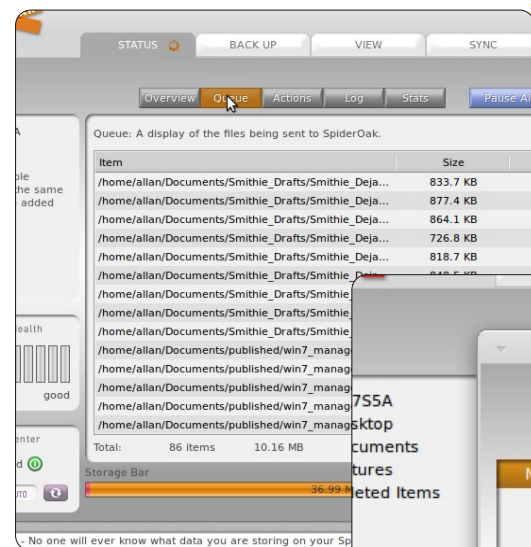 STATUS BACK UP VIEW SYNC
Overview Queue Actions Log Stats Pause Al
A
Queue: A display of the files being sent to SpiderOak.
ple
the same
added
Item Size
/home/allan/Documents/Smithie_Drafts/Smithie_Deja... 833.7 KB
/home/allan/Documents/Smithie_Drafts/Smithie_Deja... 877.4 KB
/home/allan/Documents/Smithie_Drafts/Smithie_Deja... 864.1 KB
/home/allan/Documents/Smithie_Drafts/Smithie_Deja... 726.8 KB
/home/allan/Documents/Smithie_Drafts/Smithie_Deja... 818.7 KB
/home/allan/Documents/Smithie_Drafts/Smithie_Deja...
/home/allan/Documents/Smithie_Drafts/Smithie_
/home/allan/Documents/Smithie_Drafts/Smithie_
/home/allan/Documents/Smithie_Drafts/Smithie_
/home/allan/Documents/published/win7_manag
/home/allan/Documents/published/win7_manag
/home/allan/Documents/published/win7_manag
/home/allan/Documents/published/win7_manag
/home/allan/Documents/published/win7_manag
ealth
good
Total: 86 items 10.16 MB
enter
d
UTO
Storage Bar
36.99 M
- No one will ever know what data you are storing on your Sp
7S5A
sktop
cuments
tures
leted Items